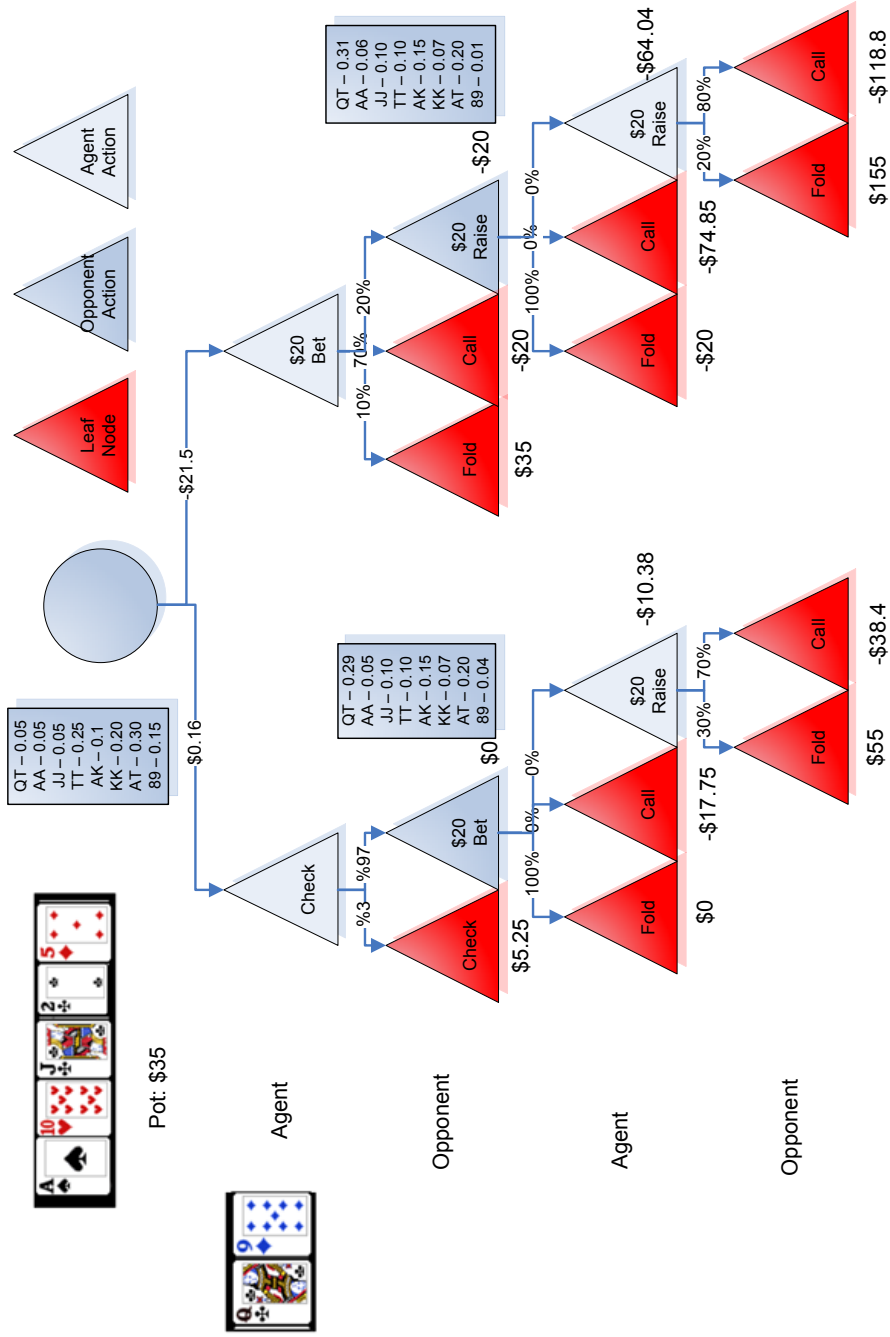 A
10
J
2
5
Pot: $35
Q
9
QT – 0.05
AA – 0.05
JJ – 0.05
TT – 0.25
AK – 0.1
KK – 0.20
AT – 0.30
89 – 0.15
Leaf
Node
Opponent
Action
Agent
Action
$0.16
-$21.5
Agent
Check
$20
Bet
%3
%97
10%
70%
20%
QT – 0.29
AA – 0.05
JJ – 0.10
TT – 0.10
AK – 0.15
KK – 0.07
AT – 0.20
89 – 0.04
QT – 0.31
AA – 0.06
JJ – 0.10
TT – 0.10
AK – 0.15
KK – 0.07
AT – 0.20
89 – 0.01
Opponent
Check
$20
Bet
Fold
Call
$20
Raise
$5.25
$0
$35
-$20
-$20
100%
0%
0%
100%
0%
0%
Agent
Fold
Call
$20
Raise
Fold
Call
$20
Raise
$0
-$17.75
-$10.38
-$20
-$74.85
-$64.04
30%
70%
20%
80%
Opponent
Fold
Call
Fold
Call
$55
-$38.4
$155
-$118.8